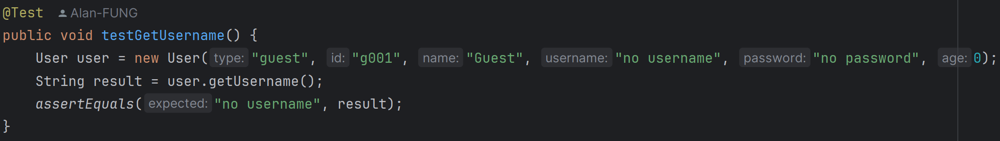 @Test Alan-FUNG
public void testGetUsername() {
User user = new User( type: "guest", id: "g001", name: "Guest", username: "no username", password: "no password", age: 0);
String result = user.getUsername();
assertEquals( expected: "no username", result);
}